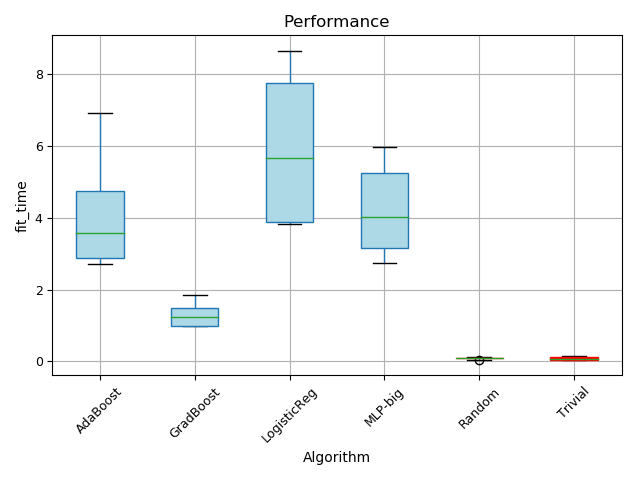 Performance
fit_time
8
6
4
2
0
AdaBoost
GradBoost
LogisticReg
MLP-big
Random
Trivial
Algorithm